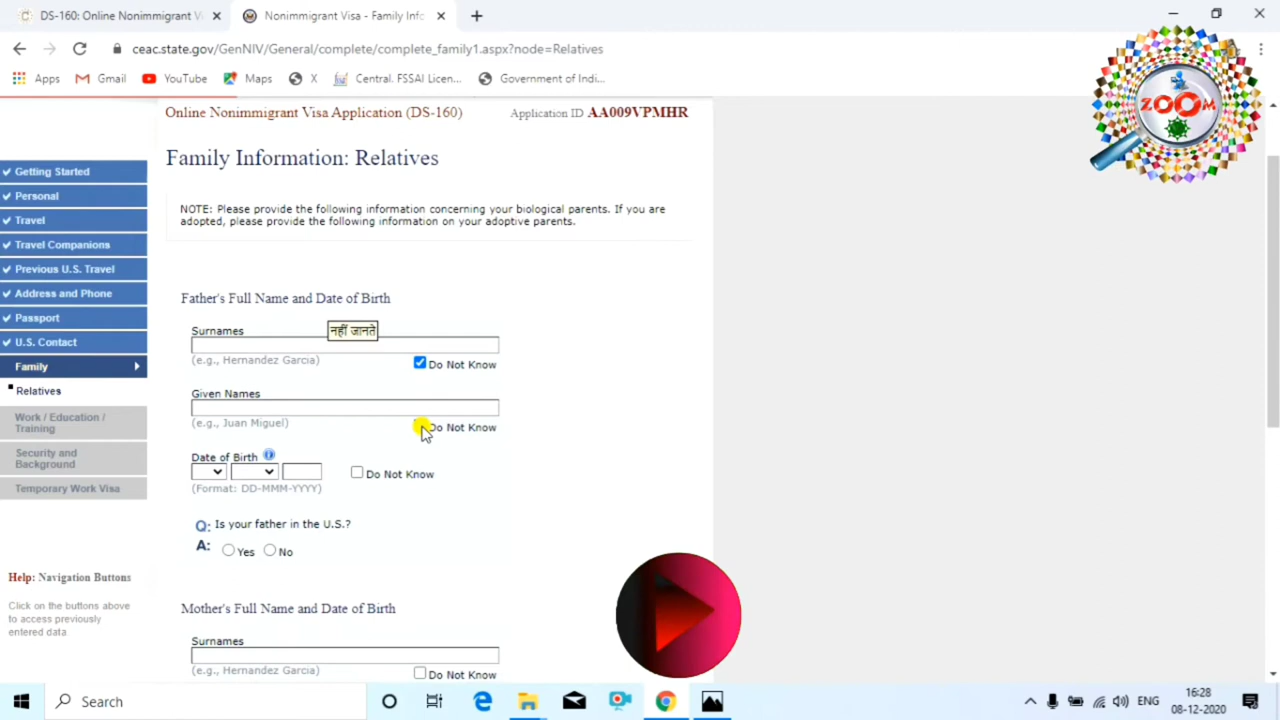 DS-160: Online Nonimmigrant V
Nonimmigrant Visa - Family Info
ceac.state.gov/GenNIV/General/complete/complete_family1.aspx?node=Relatives
Apps
Gmail
YouTube
Maps
X
Central. FSSAI Licen...
Government of Indi...
ZOOM
Online Nonimmigrant Visa Application (DS-160)
Application ID AA009VPMHR
Family Information: Relatives
Getting Started
Personal
Travel
Travel Companions
Previous U.S. Travel
Address and Phone
Passport
U.S. Contact
Family
Relatives
Work / Education /
Training
Security and
Background
Temporary Work Visa
Help: Navigation Buttons
Click on the buttons above
to access previously
entered data
NOTE: Please provide the following information concerning your biological parents. If you are
adopted, please provide the following information on your adoptive parents.
Father's Full Name and Date of Birth
Surnames
नहीं जानते
(e.g., Hernandez Garcia)
Do Not Know
Given Names
(e.g., Juan Miguel)
Do Not Know
Date of Birth
Do Not Know
(Format: DD-MMM-YYYY)
Q: Is your father in the U.S.?
A: Yes No
Mother's Full Name and Date of Birth
Surnames
(e.g., Hernandez Garcia)
Do Not Know
Search
ENG
16:28
08-12-2020